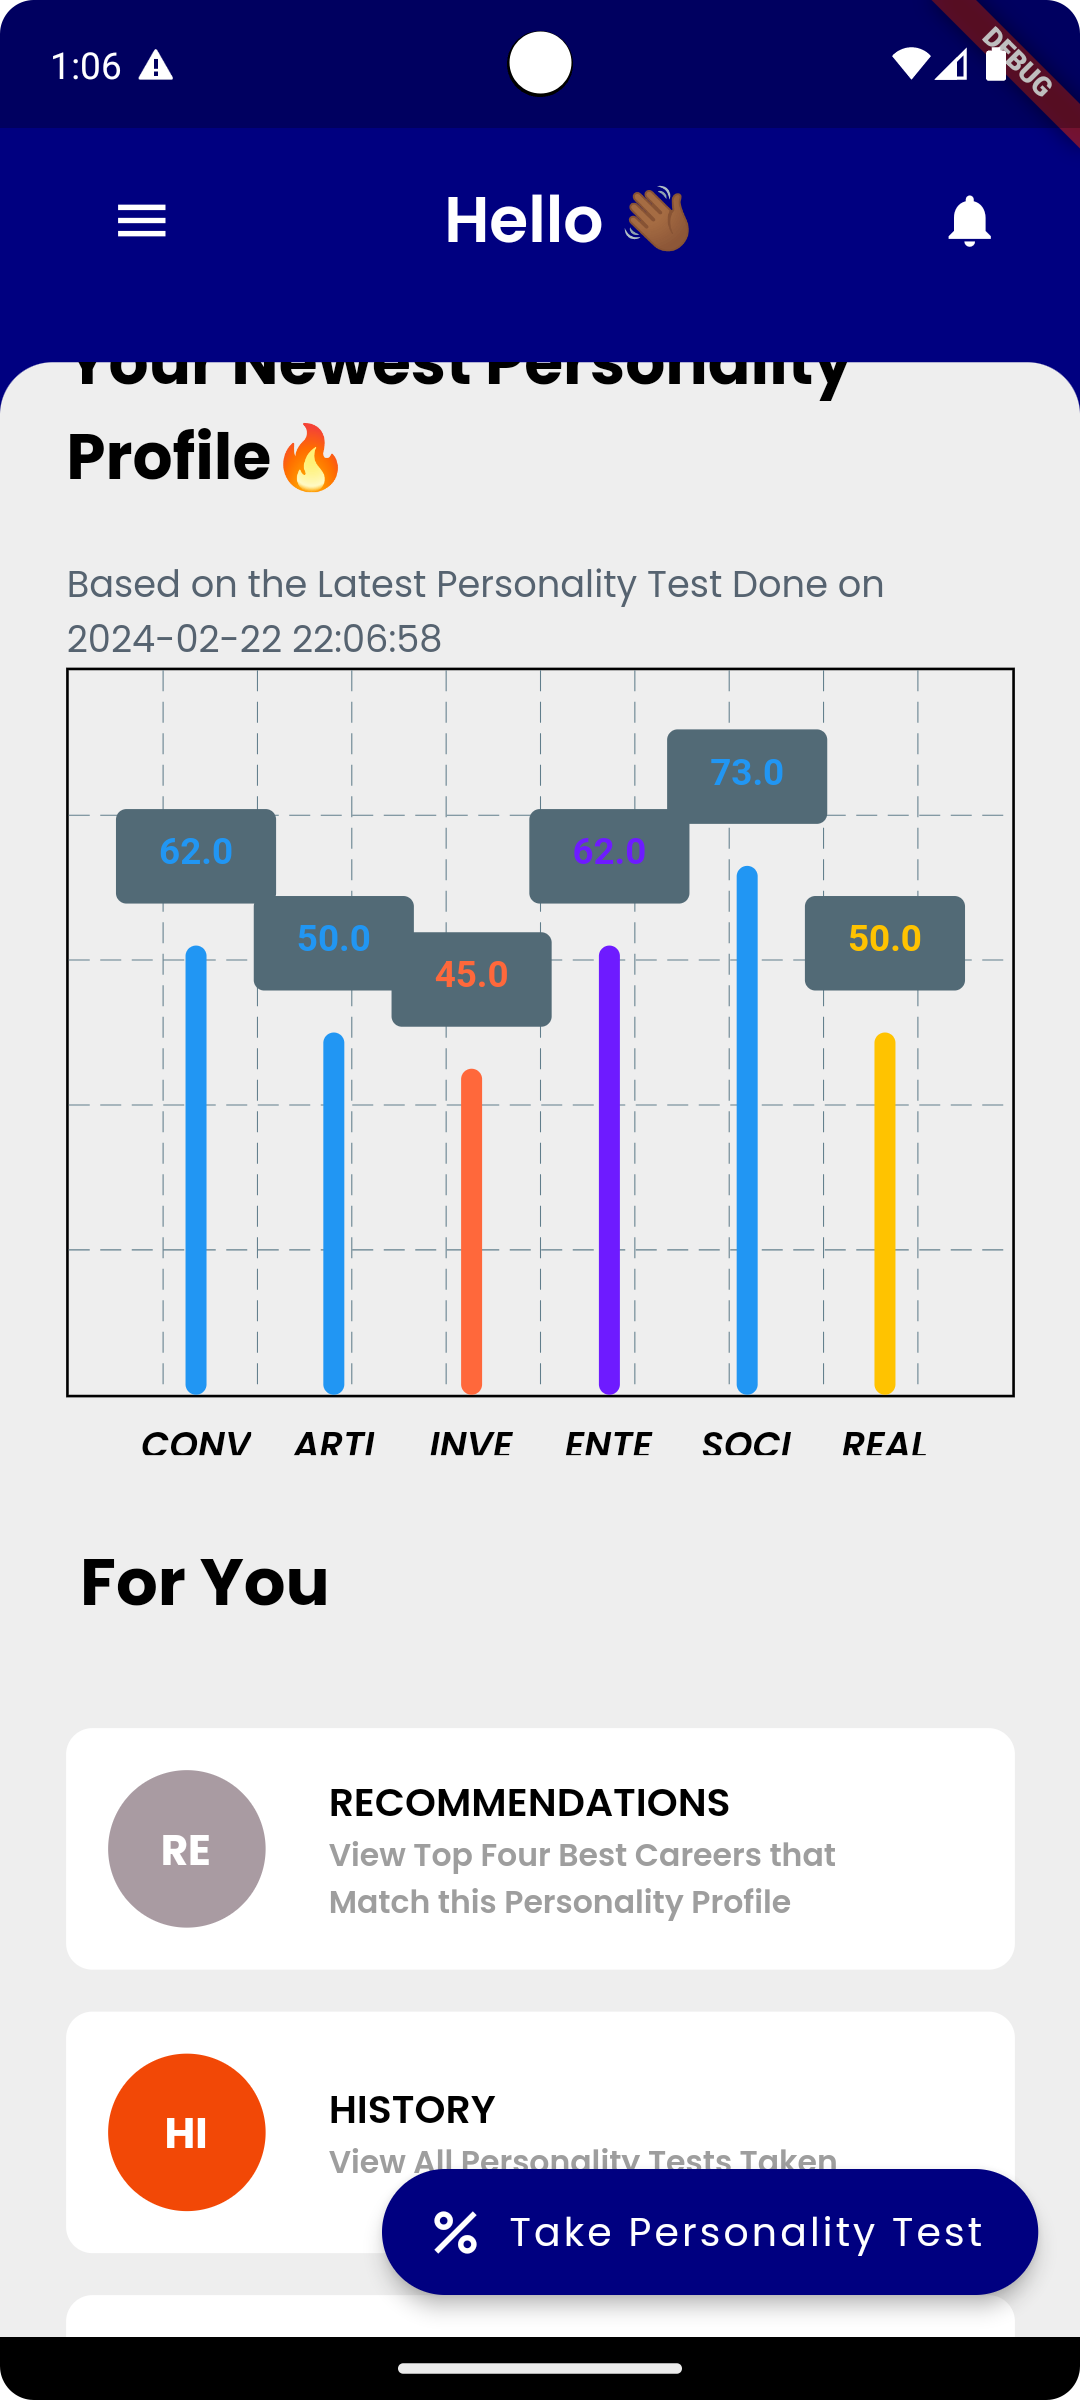 1:06
DEBUG
Hello 👋🏾
Your Newest Personality
Profile🔥
Based on the Latest Personality Test Done on
2024-02-22 22:06:58
73.0
62.0
62.0
50.0
50.0
45.0
CONV ARTI INVE ENTE SOCI REAL
For You
RE
RECOMMENDATIONS
View Top Four Best Careers that
Match this Personality Profile
HI
HISTORY
View All Personality Tests Taken
Take Personality Test